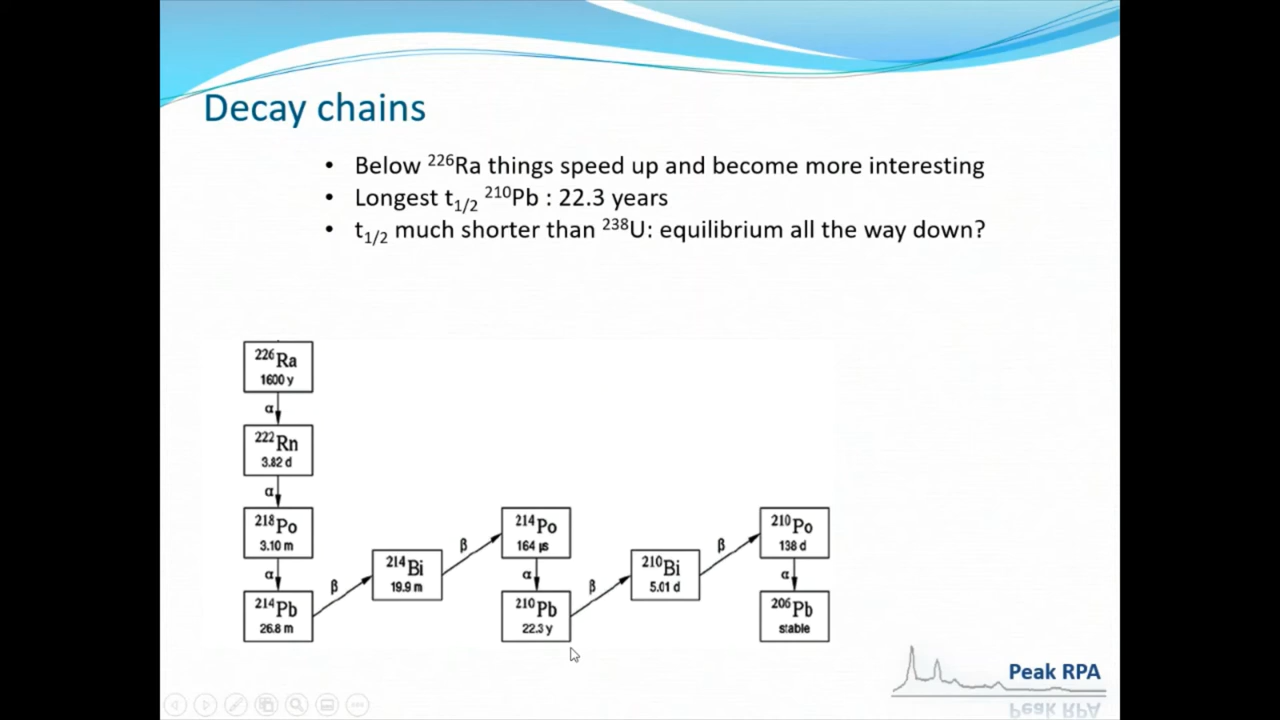 Decay chains
• Below ²²⁶Ra things speed up and become more interesting
• Longest t₁/₂ ²¹⁰Pb : 22.3 years
• t₁/₂ much shorter than ²³⁸U: equilibrium all the way down?
²²⁶Ra
1600 y
α
²²²Rn
3.82 d
α
²¹⁸Po
3.10 m
α
²¹⁴Pb
26.8 m
β
²¹⁴Bi
19.9 m
β
²¹⁴Po
164 µs
α
²¹⁰Pb
22.3 y
β
²¹⁰Bi
5.01 d
β
²¹⁰Po
138 d
α
²⁰⁶Pb
stable
Peak RPA